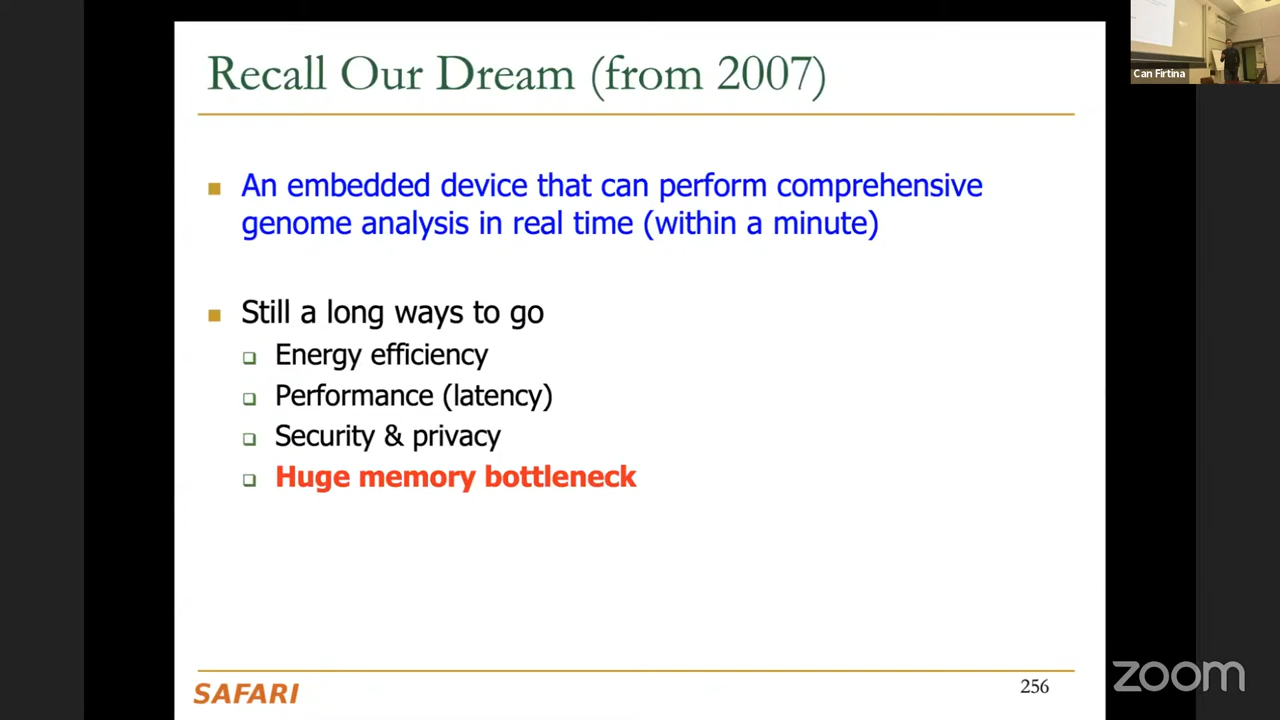 Recall Our Dream (from 2007)
Can Firtina
An embedded device that can perform comprehensive
genome analysis in real time (within a minute)
Still a long ways to go
Energy efficiency
Performance (latency)
Security & privacy
Huge memory bottleneck
SAFARI
256
zoom